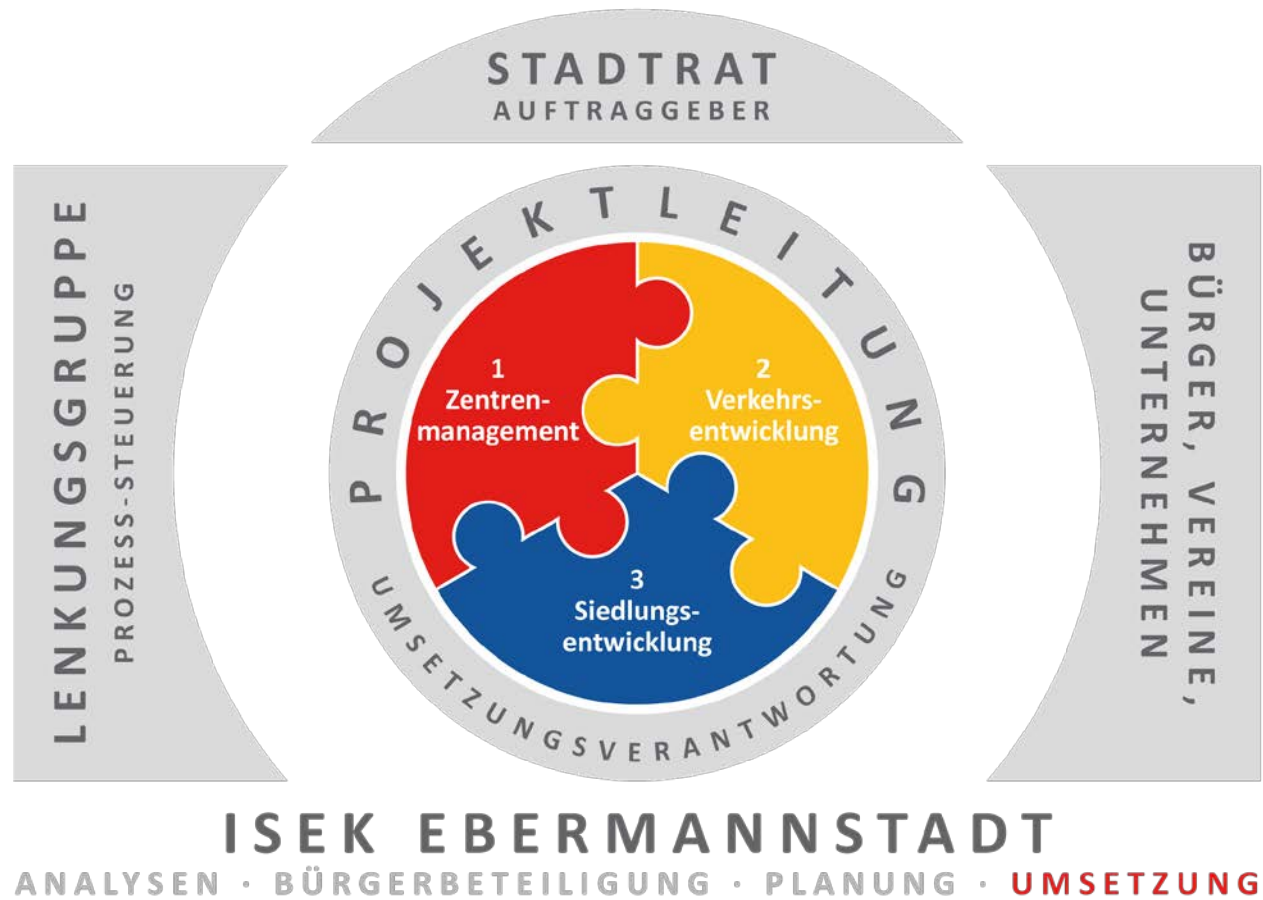 STADTRAT
AUFTRAGGEBER
LENKUNGSGRUPPE
PROZESS-STEUERUNG
PROJEKTLEITUNG
1
Zentren-
management
2
Verkehrs-
entwicklung
3
Siedlungs-
entwicklung
UMSETZUNGSVERANTWORTUNG
BÜRGER, VEREINE,
UNTERNEHMEN
ISEK EBERMANNSTADT
ANALYSEN · BÜRGERBETEILIGUNG · PLANUNG · UMSETZUNG